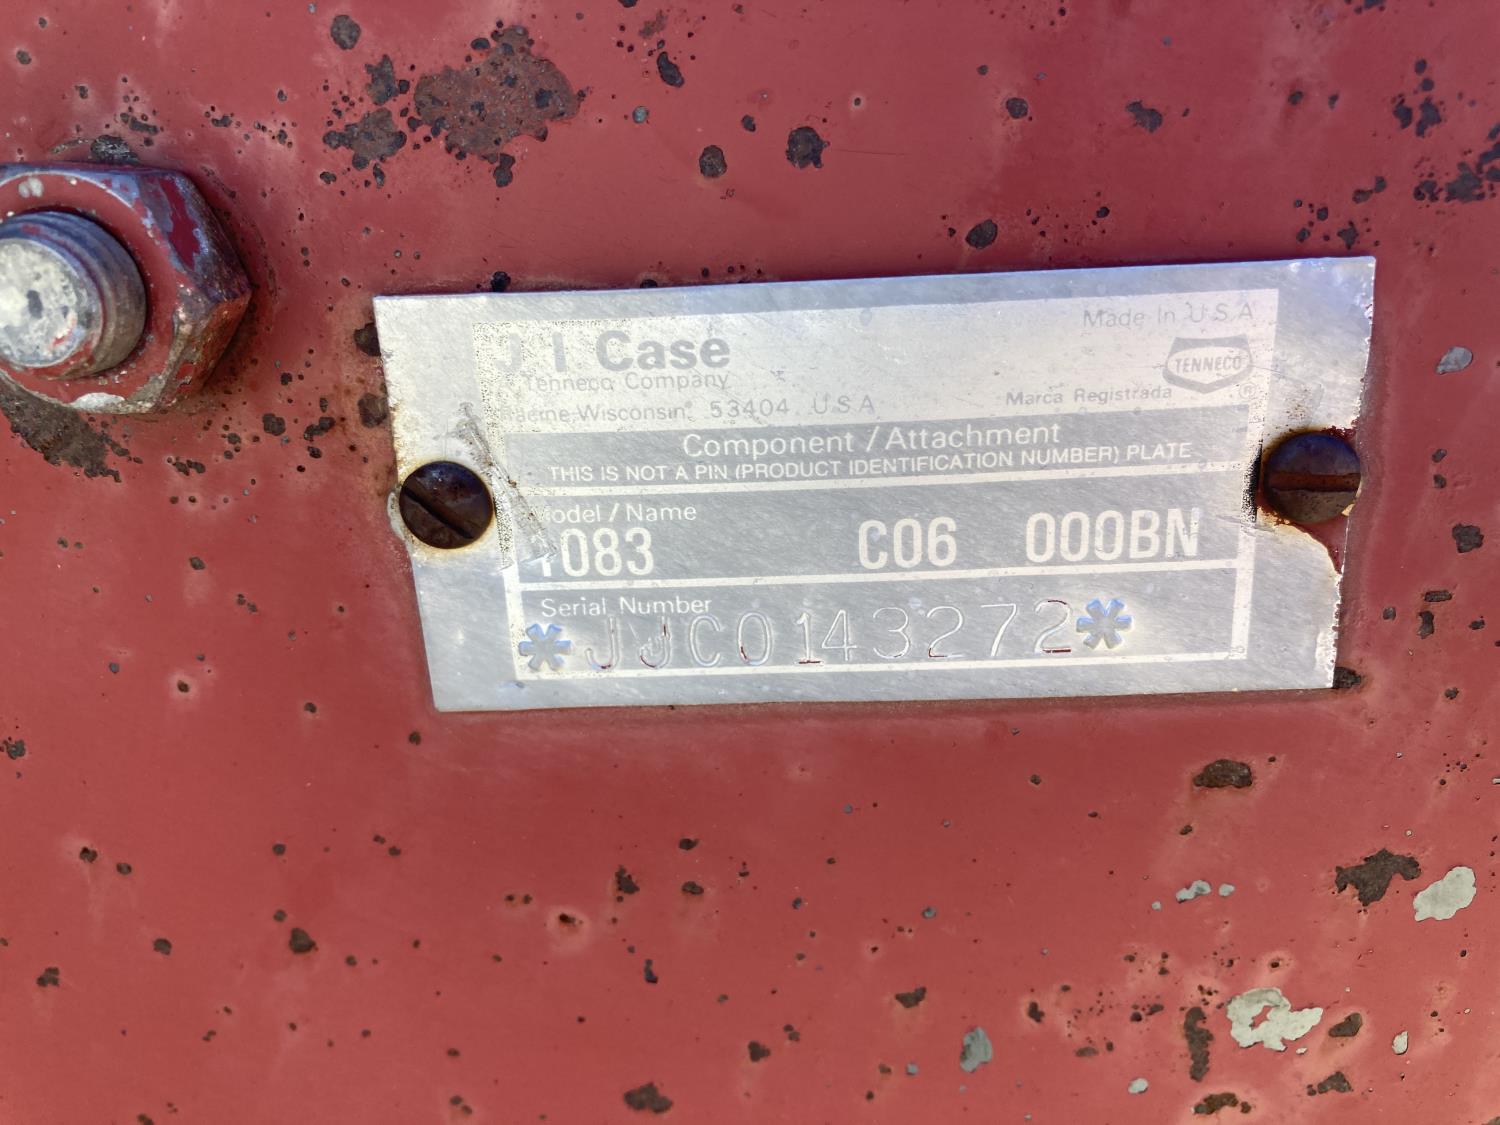 J I Case
A Tenneco Company
Racine, Wisconsin. 53404 U.S.A
Made In U.S.A
TENNECO
Marca Registrada ®
Component / Attachment
THIS IS NOT A PIN (PRODUCT IDENTIFICATION NUMBER) PLATE
Model / Name
1083 C06 000BN
Serial Number
*JJC0143272*